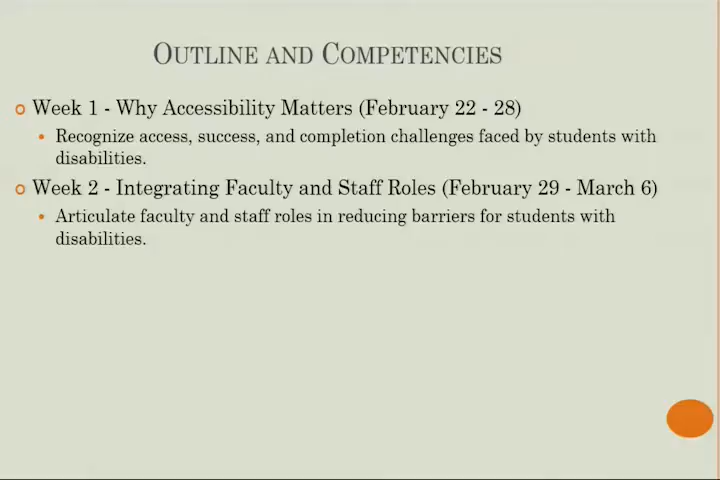 OUTLINE AND COMPETENCIES
Week 1 - Why Accessibility Matters (February 22 - 28)
Recognize access, success, and completion challenges faced by students with
disabilities.
Week 2 - Integrating Faculty and Staff Roles (February 29 - March 6)
Articulate faculty and staff roles in reducing barriers for students with
disabilities.